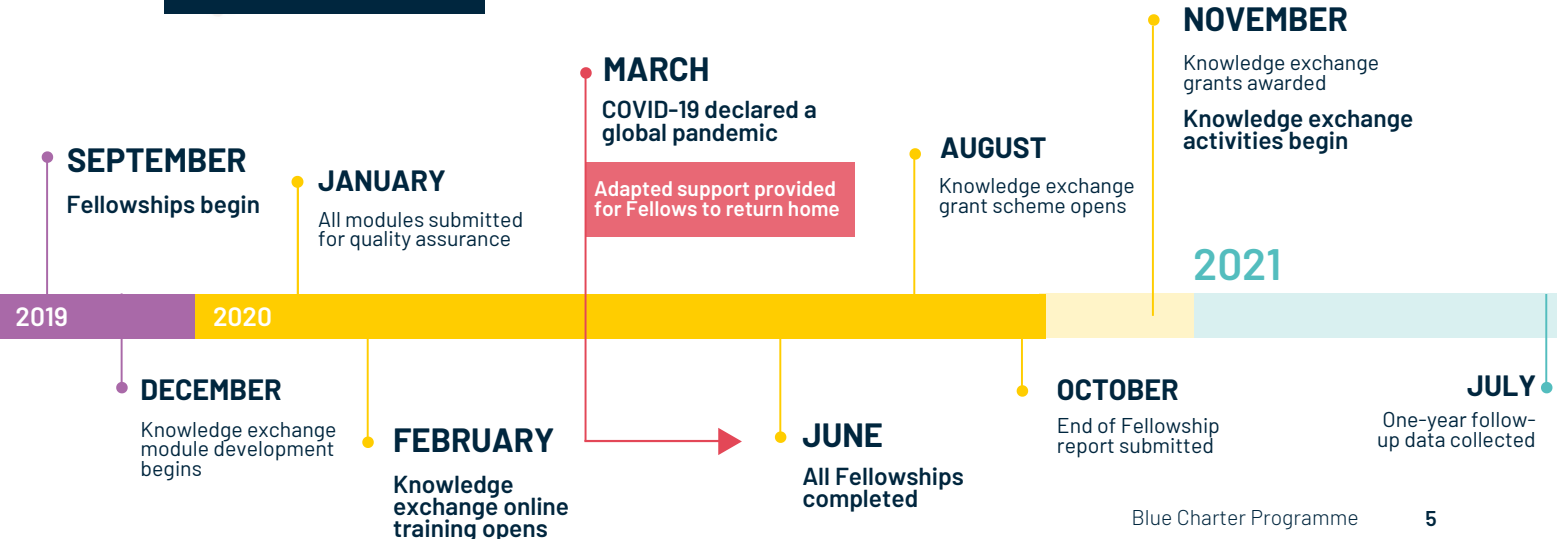 SEPTEMBER
Fellowships begin
JANUARY
All modules submitted
for quality assurance
MARCH
COVID-19 declared a
global pandemic
Adapted support provided
for Fellows to return home
AUGUST
Knowledge exchange
grant scheme opens
NOVEMBER
Knowledge exchange
grants awarded
Knowledge exchange
activities begin
2019
2020
2021
DECEMBER
Knowledge exchange
module development
begins
FEBRUARY
Knowledge
exchange online
training opens
JUNE
All Fellowships
completed
OCTOBER
End of Fellowship
report submitted
JULY
One-year follow-
up data collected
Blue Charter Programme 5